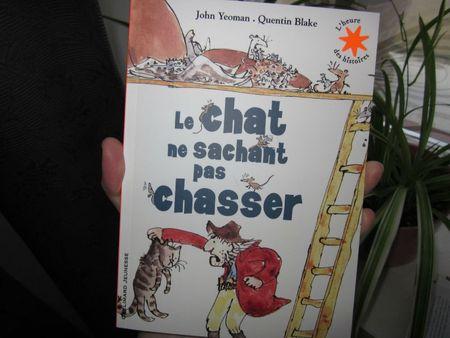 John Yeoman . Quentin Blake
L'heure
des histoires
Le chat
ne sachant
pas
chasser
GALLIMARD JEUNESSE